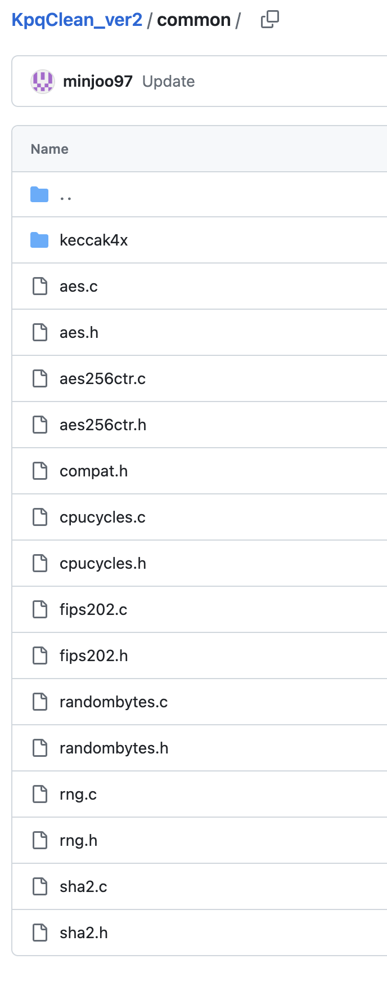 KpqClean_ver2 / common /
minjoo97 Update
Name
..
keccak4x
aes.c
aes.h
aes256ctr.c
aes256ctr.h
compat.h
cpucycles.c
cpucycles.h
fips202.c
fips202.h
randombytes.c
randombytes.h
rng.c
rng.h
sha2.c
sha2.h